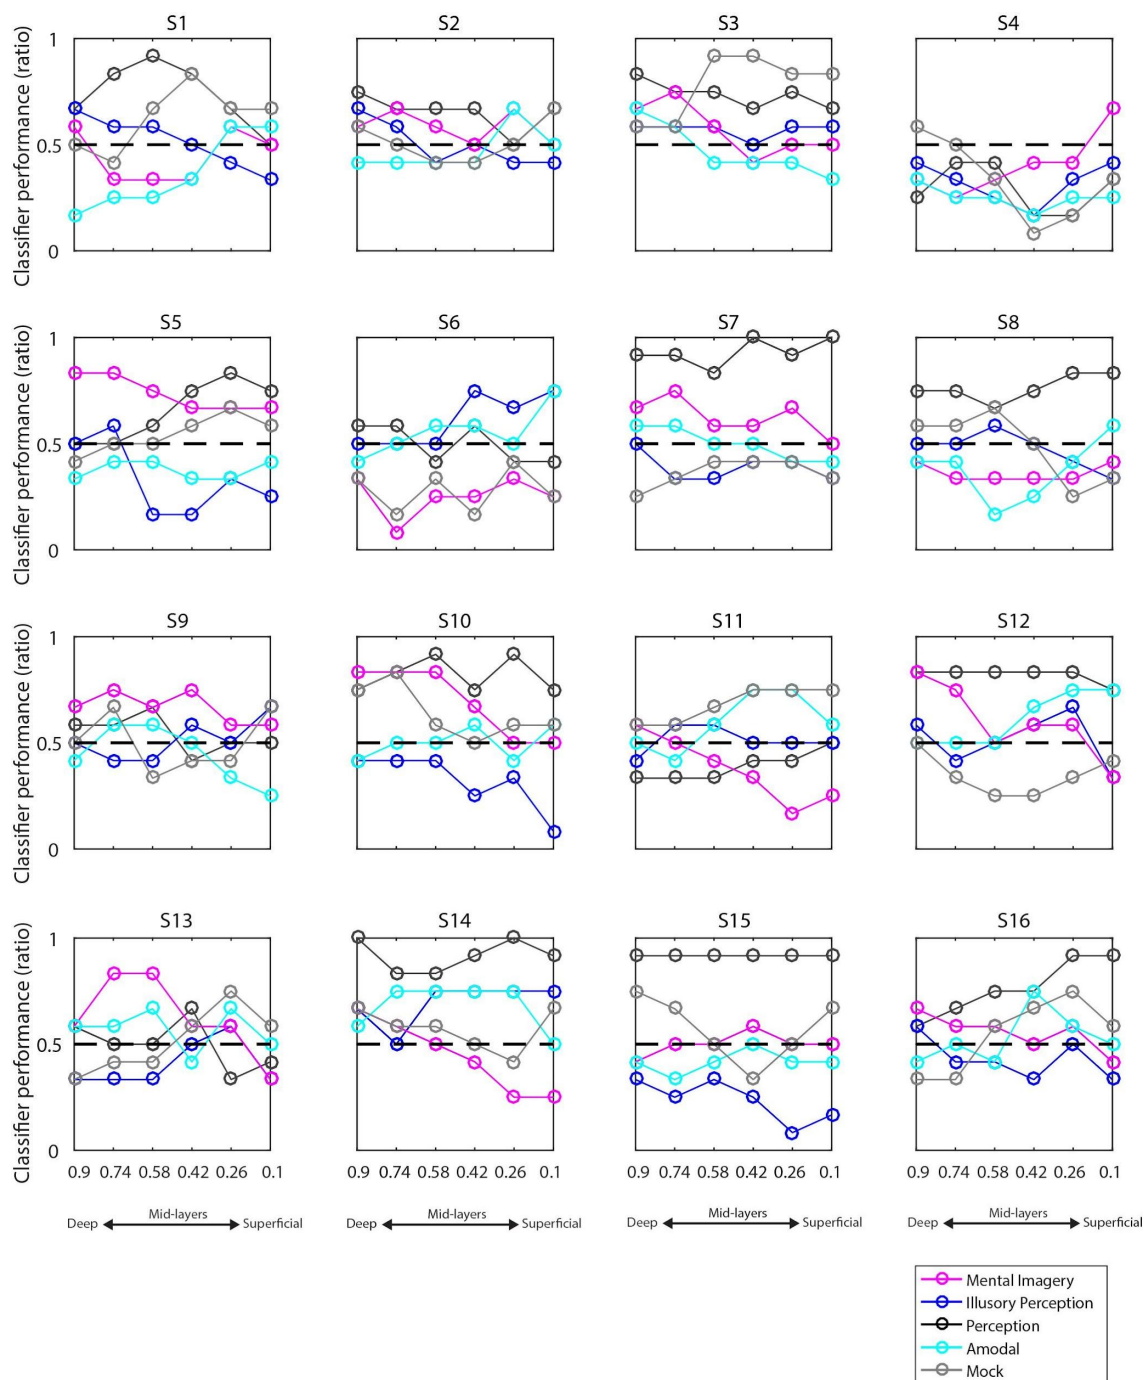 S1 S2 S3 S4
Classifier performance (ratio)
1
0.5
0
S5 S6 S7 S8
Classifier performance (ratio)
1
0.5
0
S9 S10 S11 S12
Classifier performance (ratio)
1
0.5
0
S13 S14 S15 S16
Classifier performance (ratio)
1
0.5
0
0.9 0.74 0.58 0.42 0.26 0.1 0.9 0.74 0.58 0.42 0.26 0.1 0.9 0.74 0.58 0.42 0.26 0.1 0.9 0.74 0.58 0.42 0.26 0.1
Deep Mid-layers Superficial Deep Mid-layers Superficial Deep Mid-layers Superficial Deep Mid-layers Superficial
Mental Imagery
Illusory Perception
Perception
Amodal
Mock